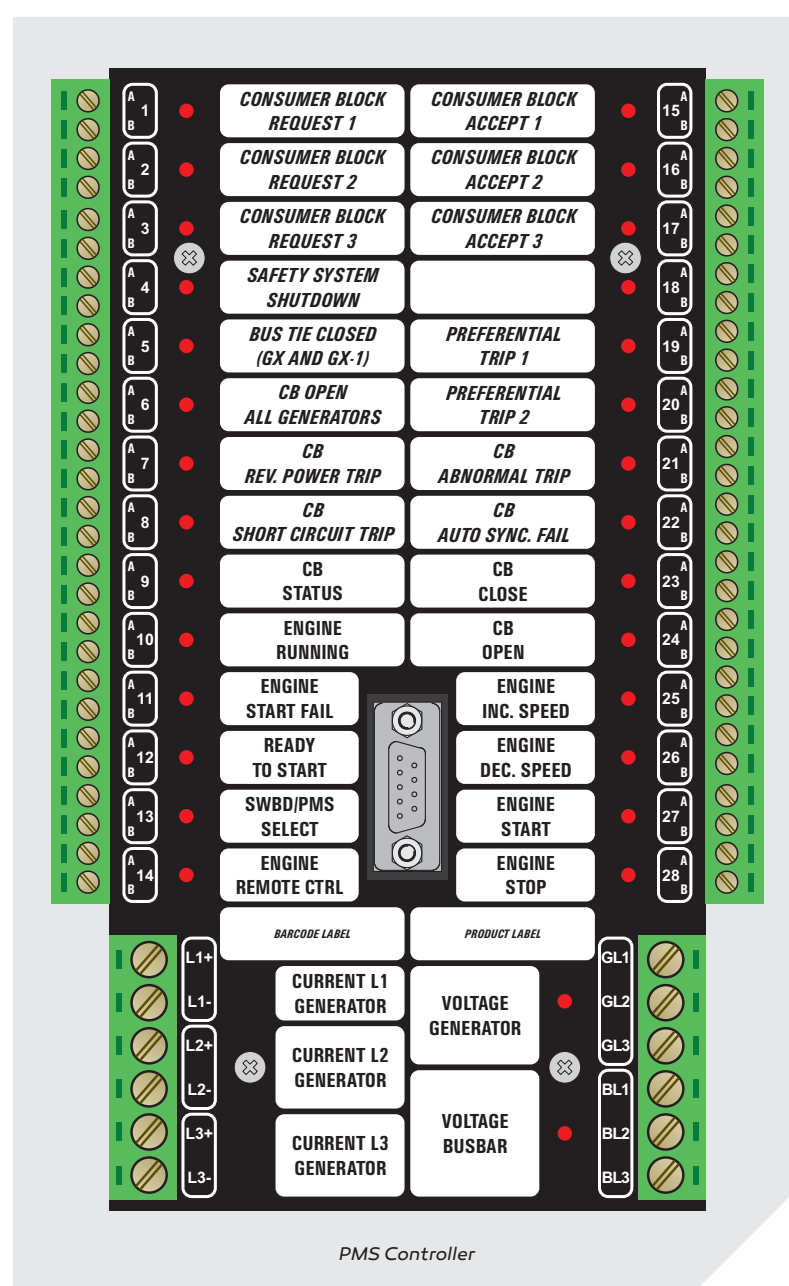 A
1
B
CONSUMER BLOCK
REQUEST 1
CONSUMER BLOCK
ACCEPT 1
15
A
B
A
2
B
CONSUMER BLOCK
REQUEST 2
CONSUMER BLOCK
ACCEPT 2
16
A
B
A
3
B
CONSUMER BLOCK
REQUEST 3
CONSUMER BLOCK
ACCEPT 3
17
A
B
A
4
B
SAFETY SYSTEM
SHUTDOWN
18
A
B
A
5
B
BUS TIE CLOSED
(GX AND GX-1)
PREFERENTIAL
TRIP 1
19
A
B
A
6
B
CB OPEN
ALL GENERATORS
PREFERENTIAL
TRIP 2
20
A
B
A
7
B
CB
REV. POWER TRIP
CB
ABNORMAL TRIP
21
A
B
A
8
B
CB
SHORT CIRCUIT TRIP
CB
AUTO SYNC. FAIL
22
A
B
A
9
B
CB
STATUS
CB
CLOSE
23
A
B
A
10
B
ENGINE
RUNNING
CB
OPEN
24
A
B
A
11
B
ENGINE
START FAIL
ENGINE
INC. SPEED
25
A
B
A
12
B
READY
TO START
ENGINE
DEC. SPEED
26
A
B
A
13
B
SWBD/PMS
SELECT
ENGINE
START
27
A
B
A
14
B
ENGINE
REMOTE CTRL
ENGINE
STOP
28
A
B
BARCODE LABEL
PRODUCT LABEL
L1+
L1-
CURRENT L1
GENERATOR
L2+
L2-
CURRENT L2
GENERATOR
L3+
L3-
CURRENT L3
GENERATOR
VOLTAGE
GENERATOR
GL1
GL2
GL3
VOLTAGE
BUSBAR
BL1
BL2
BL3
PMS Controller